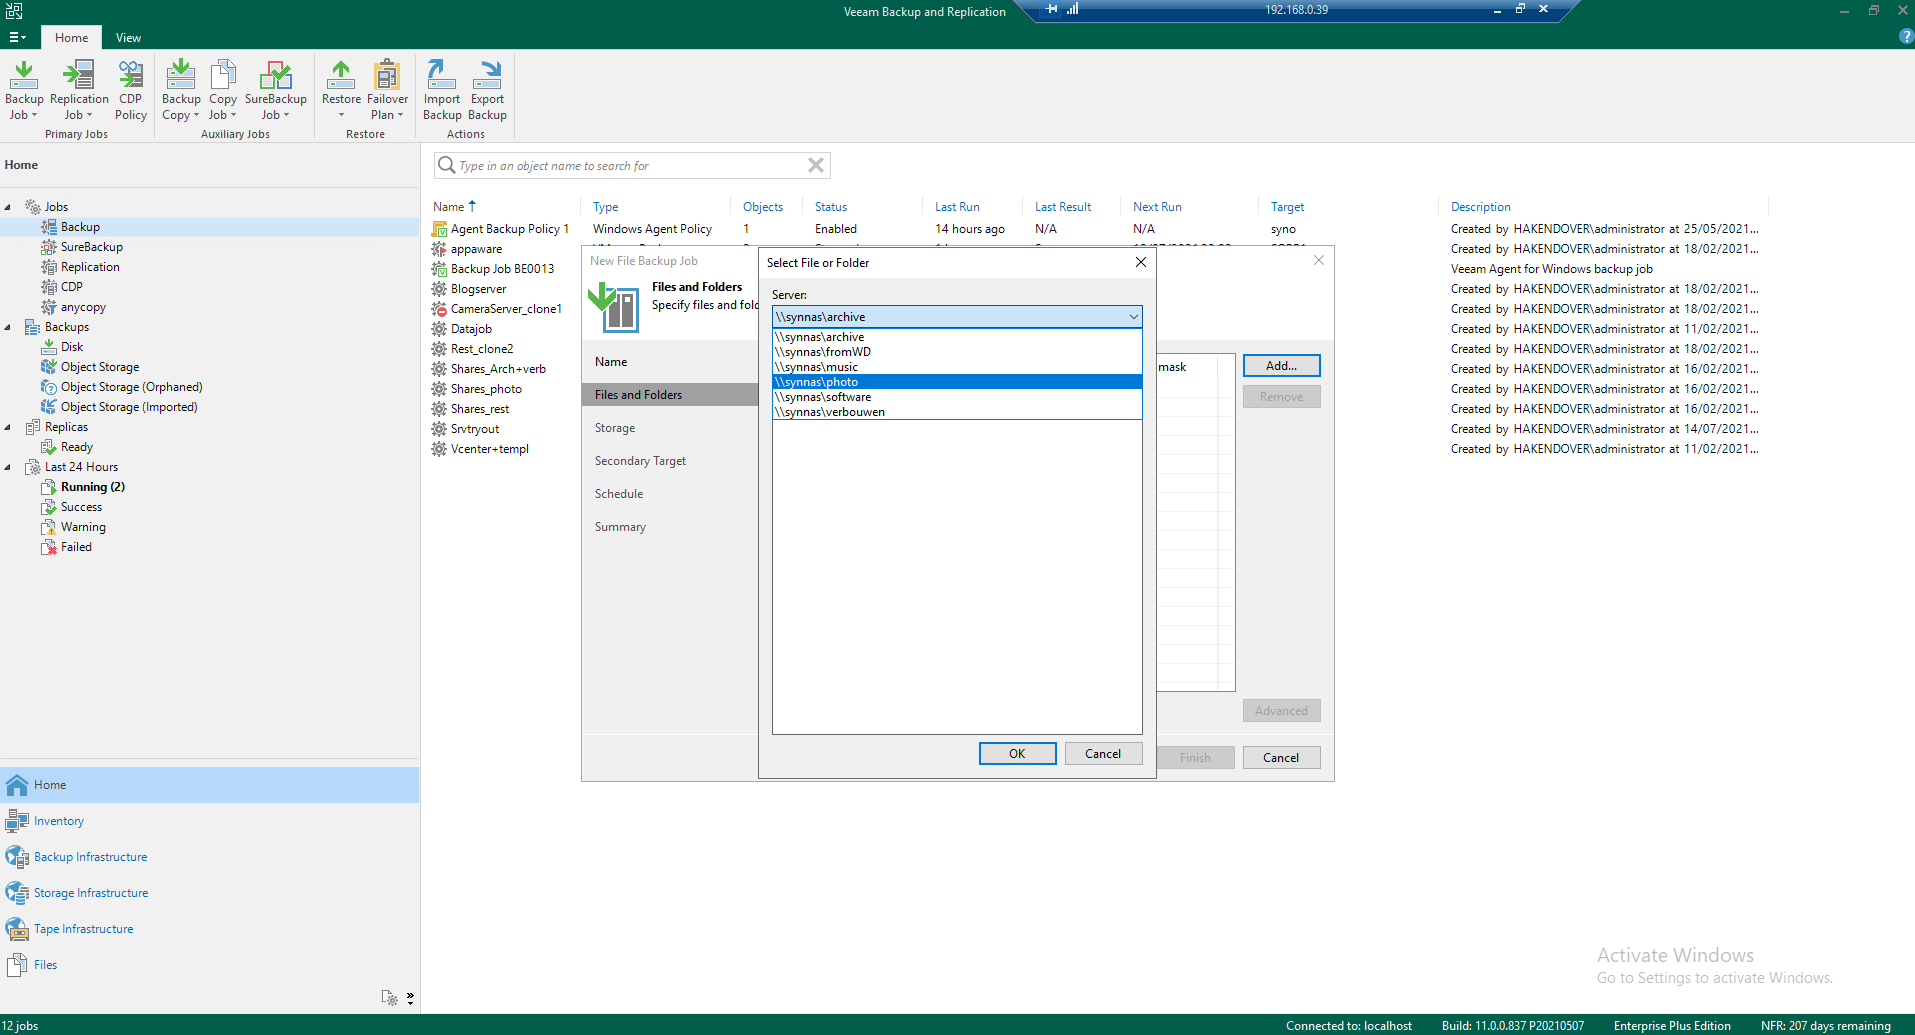 Veeam Backup and Replication
192.168.0.39
Home
View
Backup Job
Replication Job
CDP Policy
Primary Jobs
Backup Copy
Copy Job
SureBackup Job
Auxiliary Jobs
Restore
Failover Plan
Restore
Import Backup
Export Backup
Actions
Home
Jobs
Backup
SureBackup
Replication
CDP
anycopy
Backups
Disk
Object Storage
Object Storage (Orphaned)
Object Storage (Imported)
Replicas
Ready
Last 24 Hours
Running (2)
Success
Warning
Failed
Home
Inventory
Backup Infrastructure
Storage Infrastructure
Tape Infrastructure
Files
Type in an object name to search for
Name Type Objects Status Last Run Last Result Next Run Target Description
Agent Backup Policy 1 Windows Agent Policy 1 Enabled 14 hours ago N/A N/A syno Created by HAKENDOVER\administrator at 25/05/2021...
appaware Created by HAKENDOVER\administrator at 18/02/2021...
Backup Job BE0013 Veeam Agent for Windows backup job
Blogserver Created by HAKENDOVER\administrator at 18/02/2021...
CameraServer_clone1 Created by HAKENDOVER\administrator at 18/02/2021...
Datajob Created by HAKENDOVER\administrator at 11/02/2021...
Rest_clone2 Created by HAKENDOVER\administrator at 18/02/2021...
Shares_Arch+verb Created by HAKENDOVER\administrator at 16/02/2021...
Shares_photo Created by HAKENDOVER\administrator at 16/02/2021...
Shares_rest Created by HAKENDOVER\administrator at 16/02/2021...
Srvtryout Created by HAKENDOVER\administrator at 14/07/2021...
Vcenter+templ Created by HAKENDOVER\administrator at 11/02/2021...
New File Backup Job
Files and Folders
Specify files and fol
Name
Files and Folders
Storage
Secondary Target
Schedule
Summary
mask
Add...
Remove
Advanced
Finish
Cancel
Select File or Folder
Server:
\\synnas\archive
\\synnas\archive
\\synnas\fromWD
\\synnas\music
\\synnas\photo
\\synnas\software
\\synnas\verbouwen
OK
Cancel
Activate Windows
Go to Settings to activate Windows.
12 jobs
Connected to: localhost
Build: 11.0.0.837 P20210507
Enterprise Plus Edition
NFR: 207 days remaining